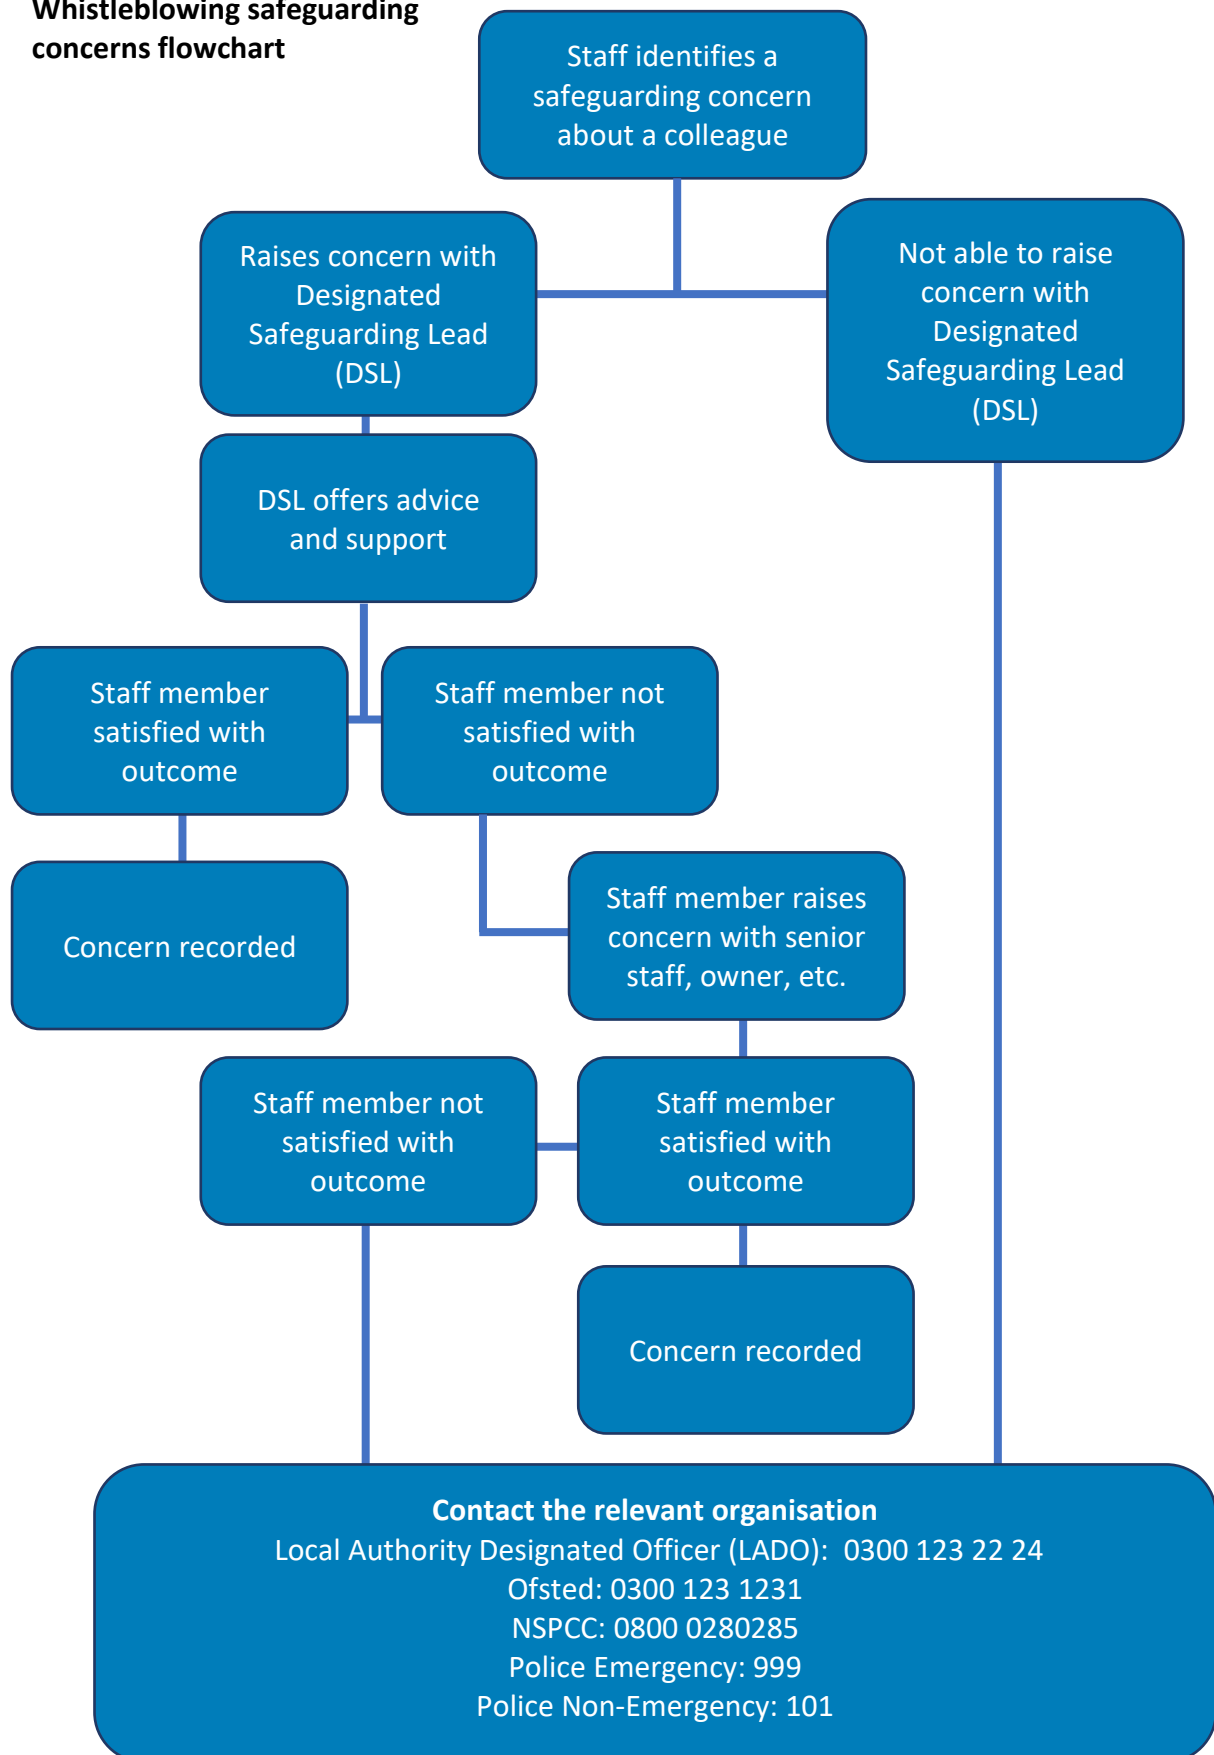 Whistleblowing safeguarding
concerns flowchart
Staff identifies a
safeguarding concern
about a colleague
Raises concern with
Designated
Safeguarding Lead
(DSL)
Not able to raise
concern with
Designated
Safeguarding Lead
(DSL)
DSL offers advice
and support
Staff member
satisfied with
outcome
Staff member not
satisfied with
outcome
Concern recorded
Staff member raises
concern with senior
staff, owner, etc.
Staff member not
satisfied with
outcome
Staff member
satisfied with
outcome
Concern recorded
Contact the relevant organisation
Local Authority Designated Officer (LADO): 0300 123 22 24
Ofsted: 0300 123 1231
NSPCC: 0800 0280285
Police Emergency: 999
Police Non-Emergency: 101